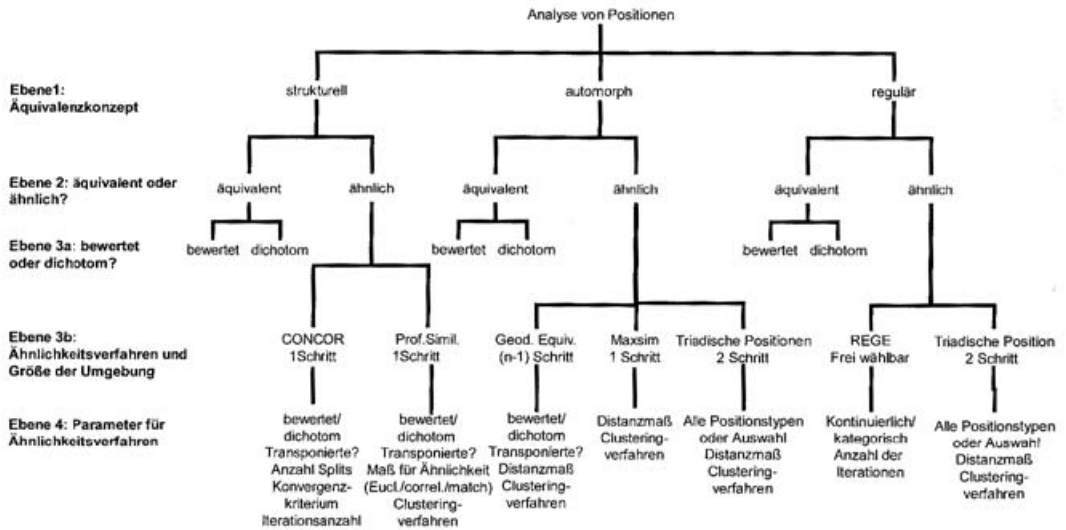 Analyse von Positionen
Ebene1:
Äquivalenzkonzept
strukturell
automorph
regulär
Ebene 2: äquivalent oder
ähnlich?
äquivalent
ähnlich
äquivalent
ähnlich
äquivalent
ähnlich
Ebene 3a: bewertet
oder dichotom?
bewertet dichotom
bewertet dichotom
bewertet dichotom
Ebene 3b:
Ähnlichkeitsverfahren und
Größe der Umgebung
CONCOR
1Schritt
Prof.Simil.
1Schritt
Geod. Equiv.
(n-1) Schritt
Maxsim
1 Schritt
Triadische Positionen
2 Schritt
REGE
Frei wählbar
Triadische Position
2 Schritt
Ebene 4: Parameter für
Ähnlichkeitsverfahren
bewertet/
dichotom
Transponierte?
Anzahl Splits
Konvergenz-
kriterium
Iterationsanzahl
bewertet/
dichotom
Transponierte?
Maß für Ähnlichkeit
(Eucl./correl./match)
Clustering-
verfahren
bewertet/
dichotom
Transponierte?
Distanzmaß
Clustering-
verfahren
Distanzmaß
Clustering-
verfahren
Alle Positionstypen
oder Auswahl
Distanzmaß
Clustering-
verfahren
Kontinuierlich/
kategorisch
Anzahl der
Iterationen
Alle Positionstypen
oder Auswahl
Distanzmaß
Clustering-
verfahren